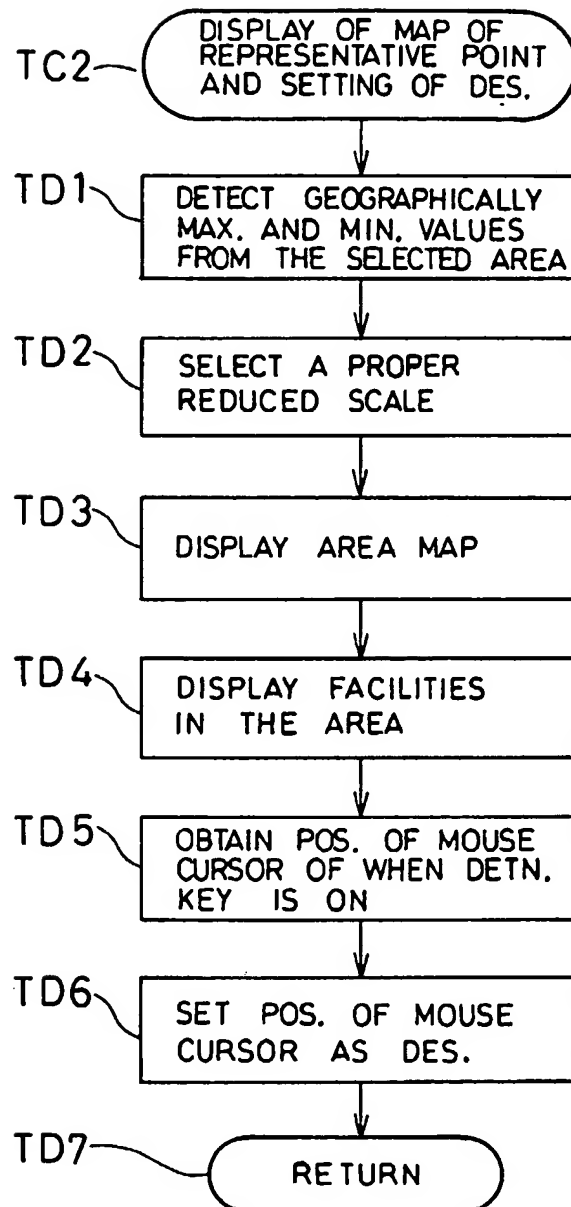 TC2
DISPLAY OF MAP OF
REPRESENTATIVE POINT
AND SETTING OF DES.
TD1
DETECT GEOGRAPHICALLY
MAX. AND MIN. VALUES
FROM THE SELECTED AREA
TD2
SELECT A PROPER
REDUCED SCALE
TD3
DISPLAY AREA MAP
TD4
DISPLAY FACILITIES
IN THE AREA
TD5
OBTAIN POS. OF MOUSE
CURSOR OF WHEN DETN.
KEY IS ON
TD6
SET POS. OF MOUSE
CURSOR AS DES.
TD7
RETURN